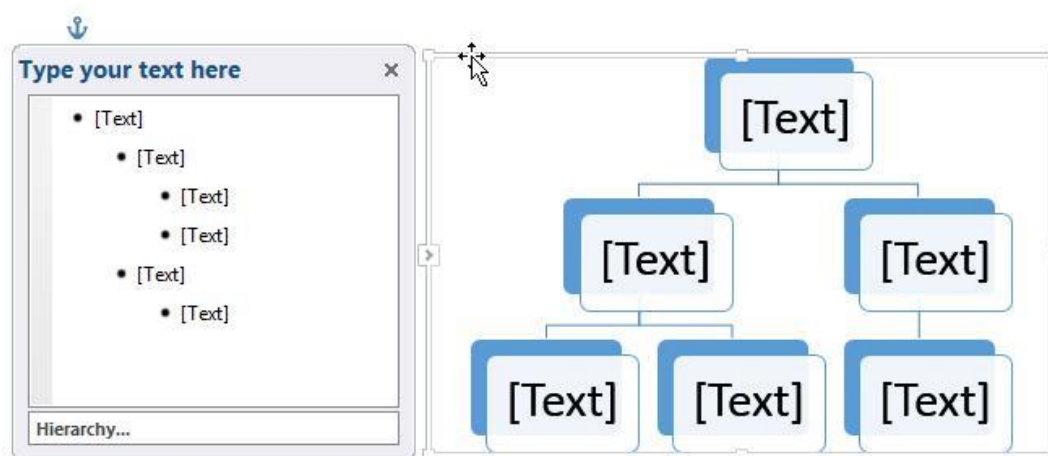 Type your text here
[Text]
[Text]
[Text]
[Text]
[Text]
[Text]
Hierarchy...
[Text]
[Text] [Text]
[Text] [Text] [Text]